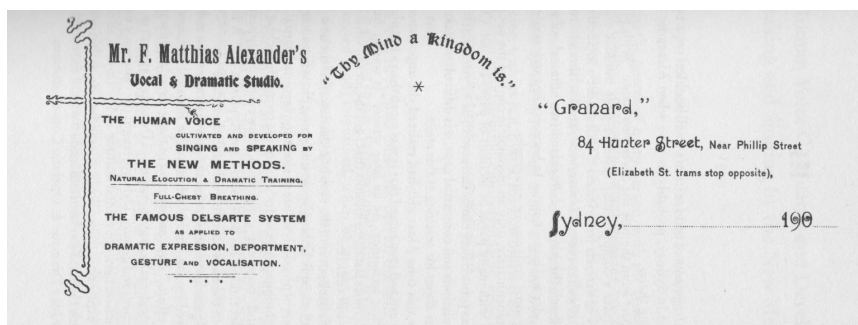 Mr. F. Matthias Alexander's
Vocal & Dramatic Studio.
THE HUMAN VOICE
CULTIVATED AND DEVELOPED FOR
SINGING AND SPEAKING BY
THE NEW METHODS.
NATURAL ELOCUTION & DRAMATIC TRAINING.
FULL-CHEST BREATHING.
THE FAMOUS DELSARTE SYSTEM
AS APPLIED TO
DRAMATIC EXPRESSION, DEPORTMENT,
GESTURE AND VOCALISATION.
"Thy Mind a Kingdom is."
*
"Granard,"
84 Hunter Street, Near Phillip Street
(Elizabeth St. trams stop opposite),
Sydney,..............................190......